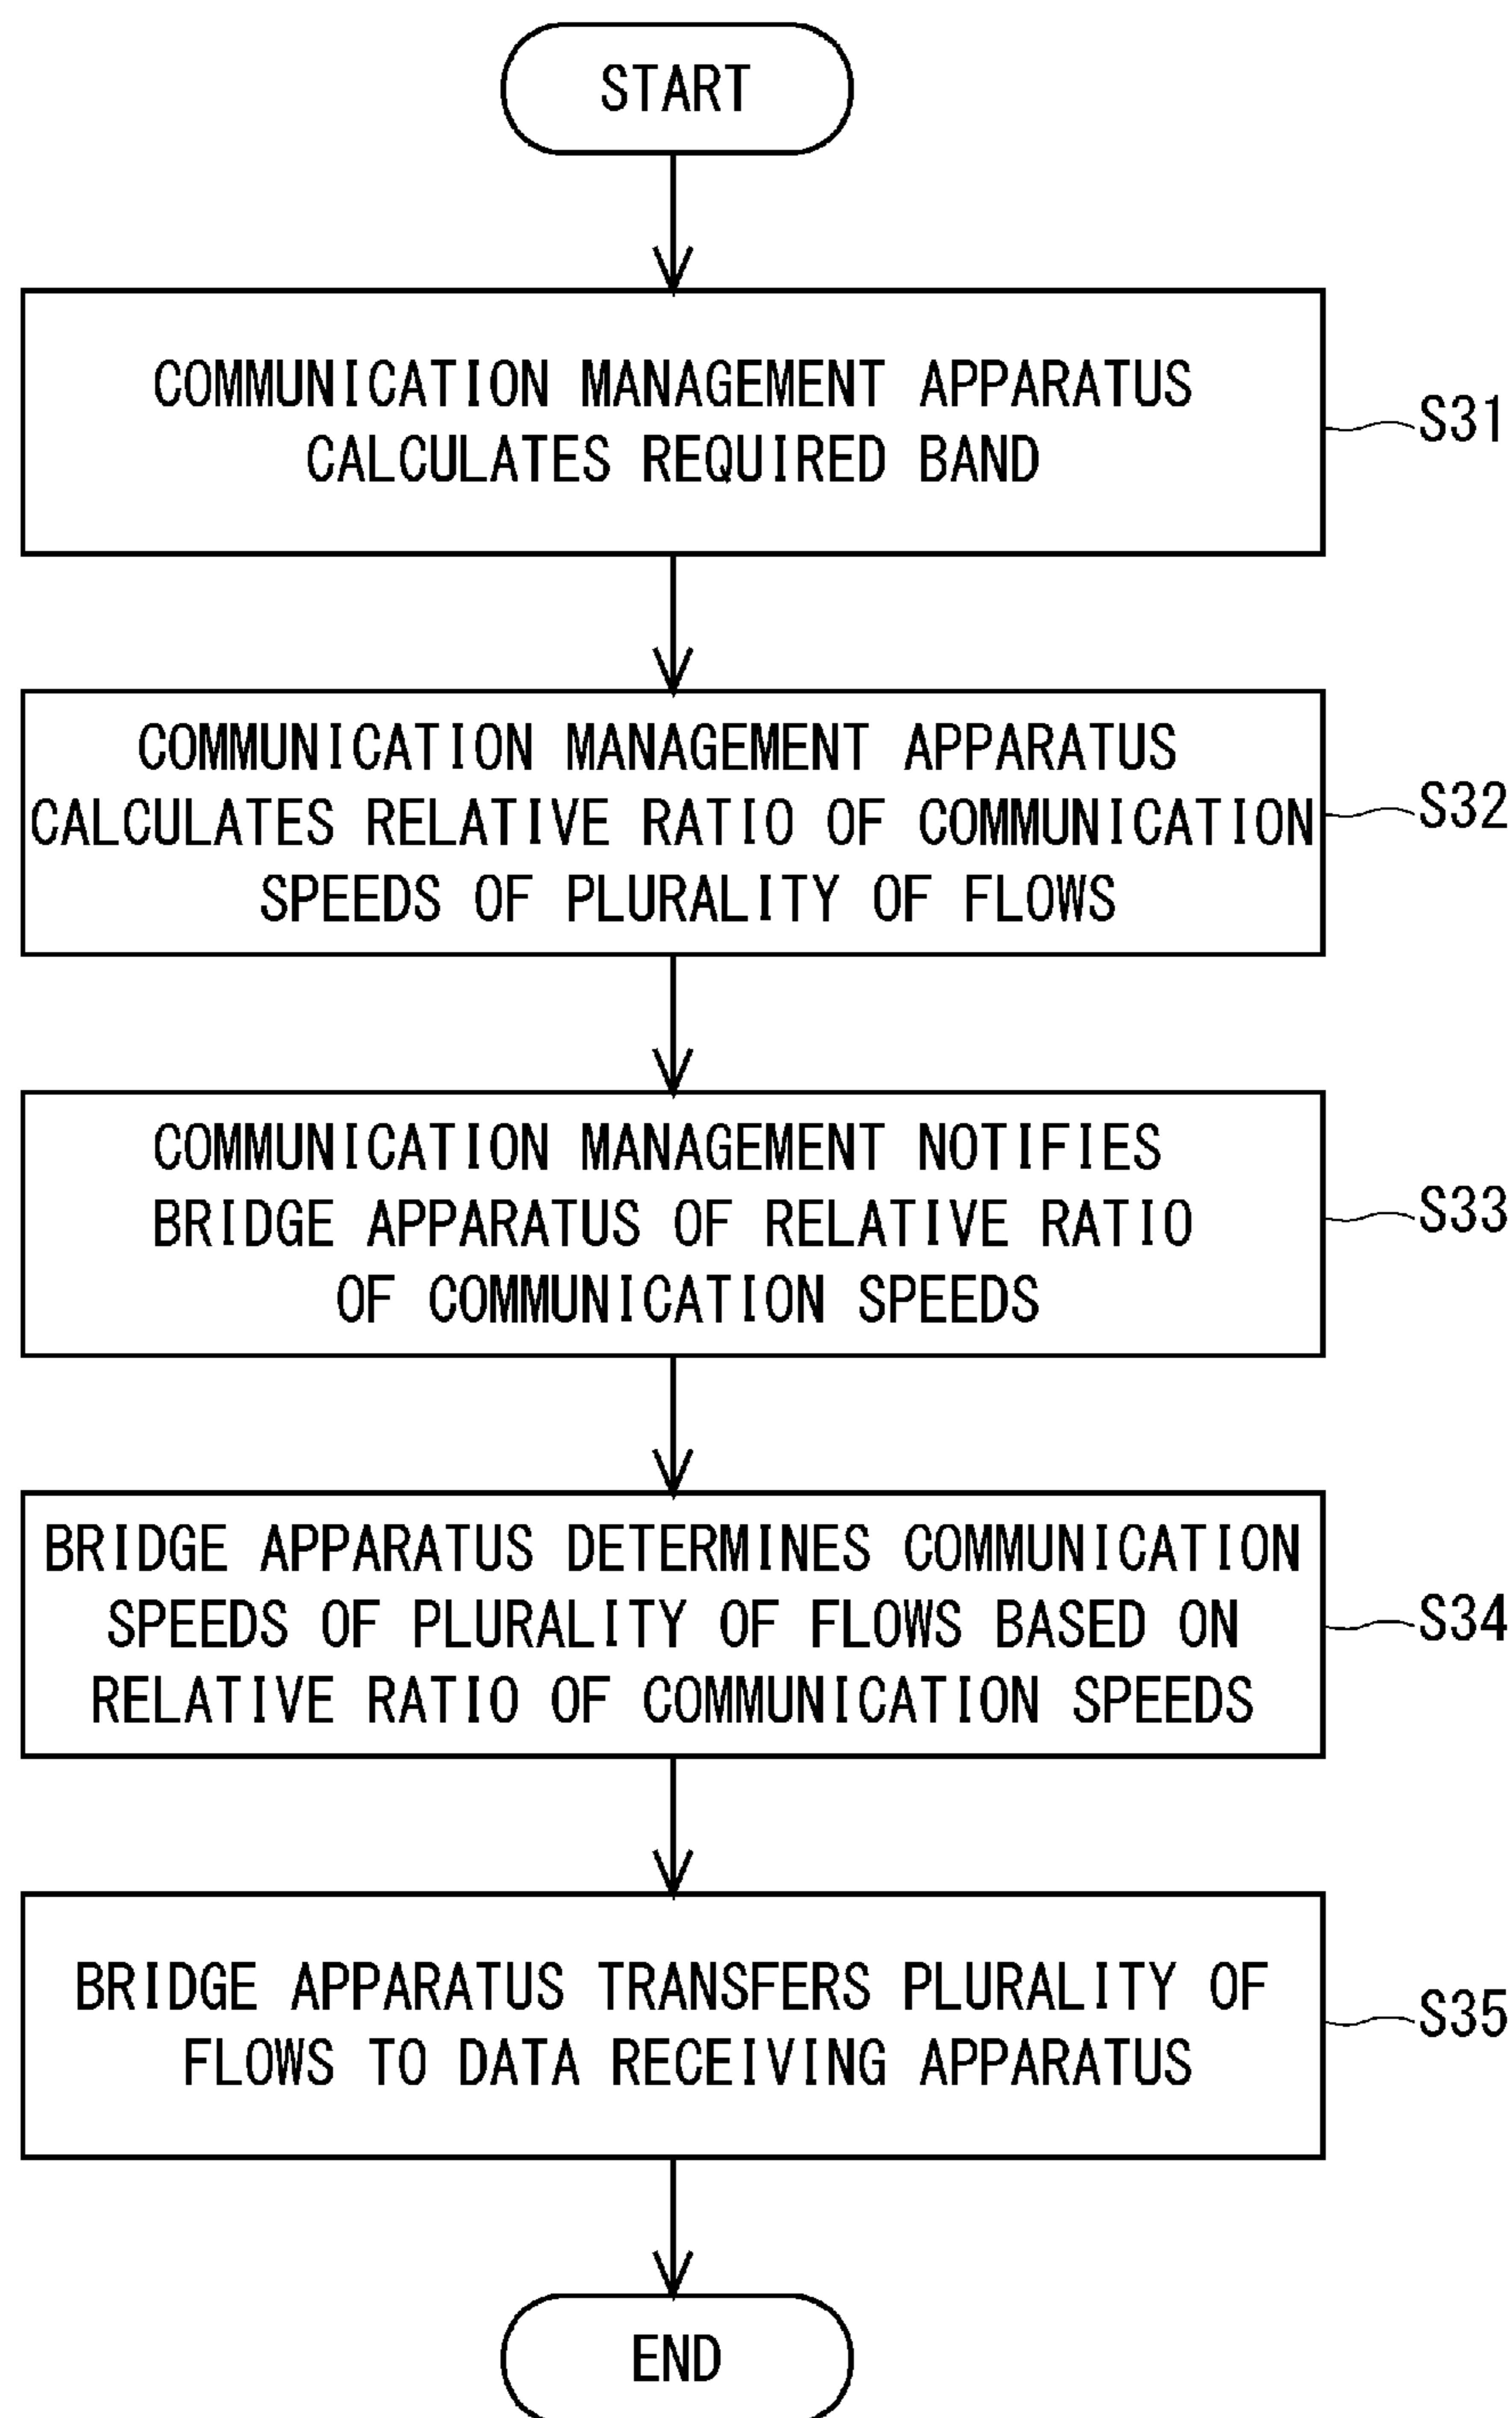 START
COMMUNICATION MANAGEMENT APPARATUS
CALCULATES REQUIRED BAND
S31
COMMUNICATION MANAGEMENT APPARATUS
CALCULATES RELATIVE RATIO OF COMMUNICATION
SPEEDS OF PLURALITY OF FLOWS
S32
COMMUNICATION MANAGEMENT NOTIFIES
BRIDGE APPARATUS OF RELATIVE RATIO
OF COMMUNICATION SPEEDS
S33
BRIDGE APPARATUS DETERMINES COMMUNICATION
SPEEDS OF PLURALITY OF FLOWS BASED ON
RELATIVE RATIO OF COMMUNICATION SPEEDS
S34
BRIDGE APPARATUS TRANSFERS PLURALITY OF
FLOWS TO DATA RECEIVING APPARATUS
S35
END